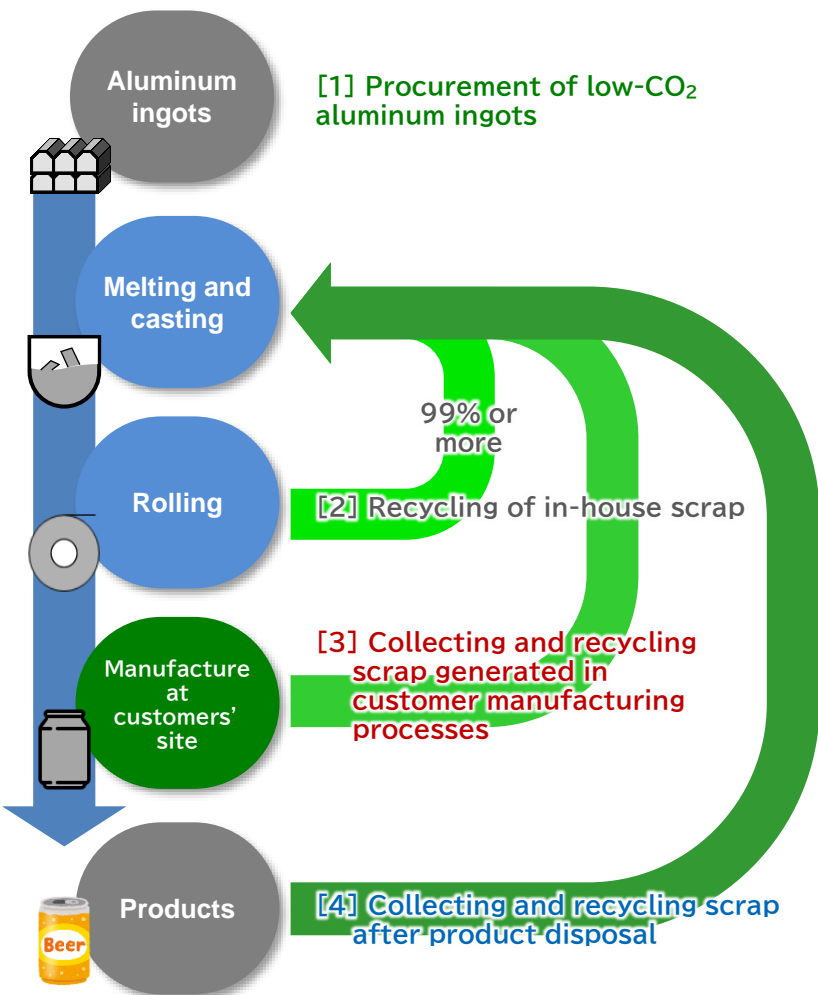 Aluminum
ingots
[1] Procurement of low-CO₂
aluminum ingots
Melting and
casting
99% or
more
Rolling
[2] Recycling of in-house scrap
Manufacture
at
customers’
site
[3] Collecting and recycling
scrap generated in
customer manufacturing
processes
Products
[4] Collecting and recycling scrap
after product disposal
Beer